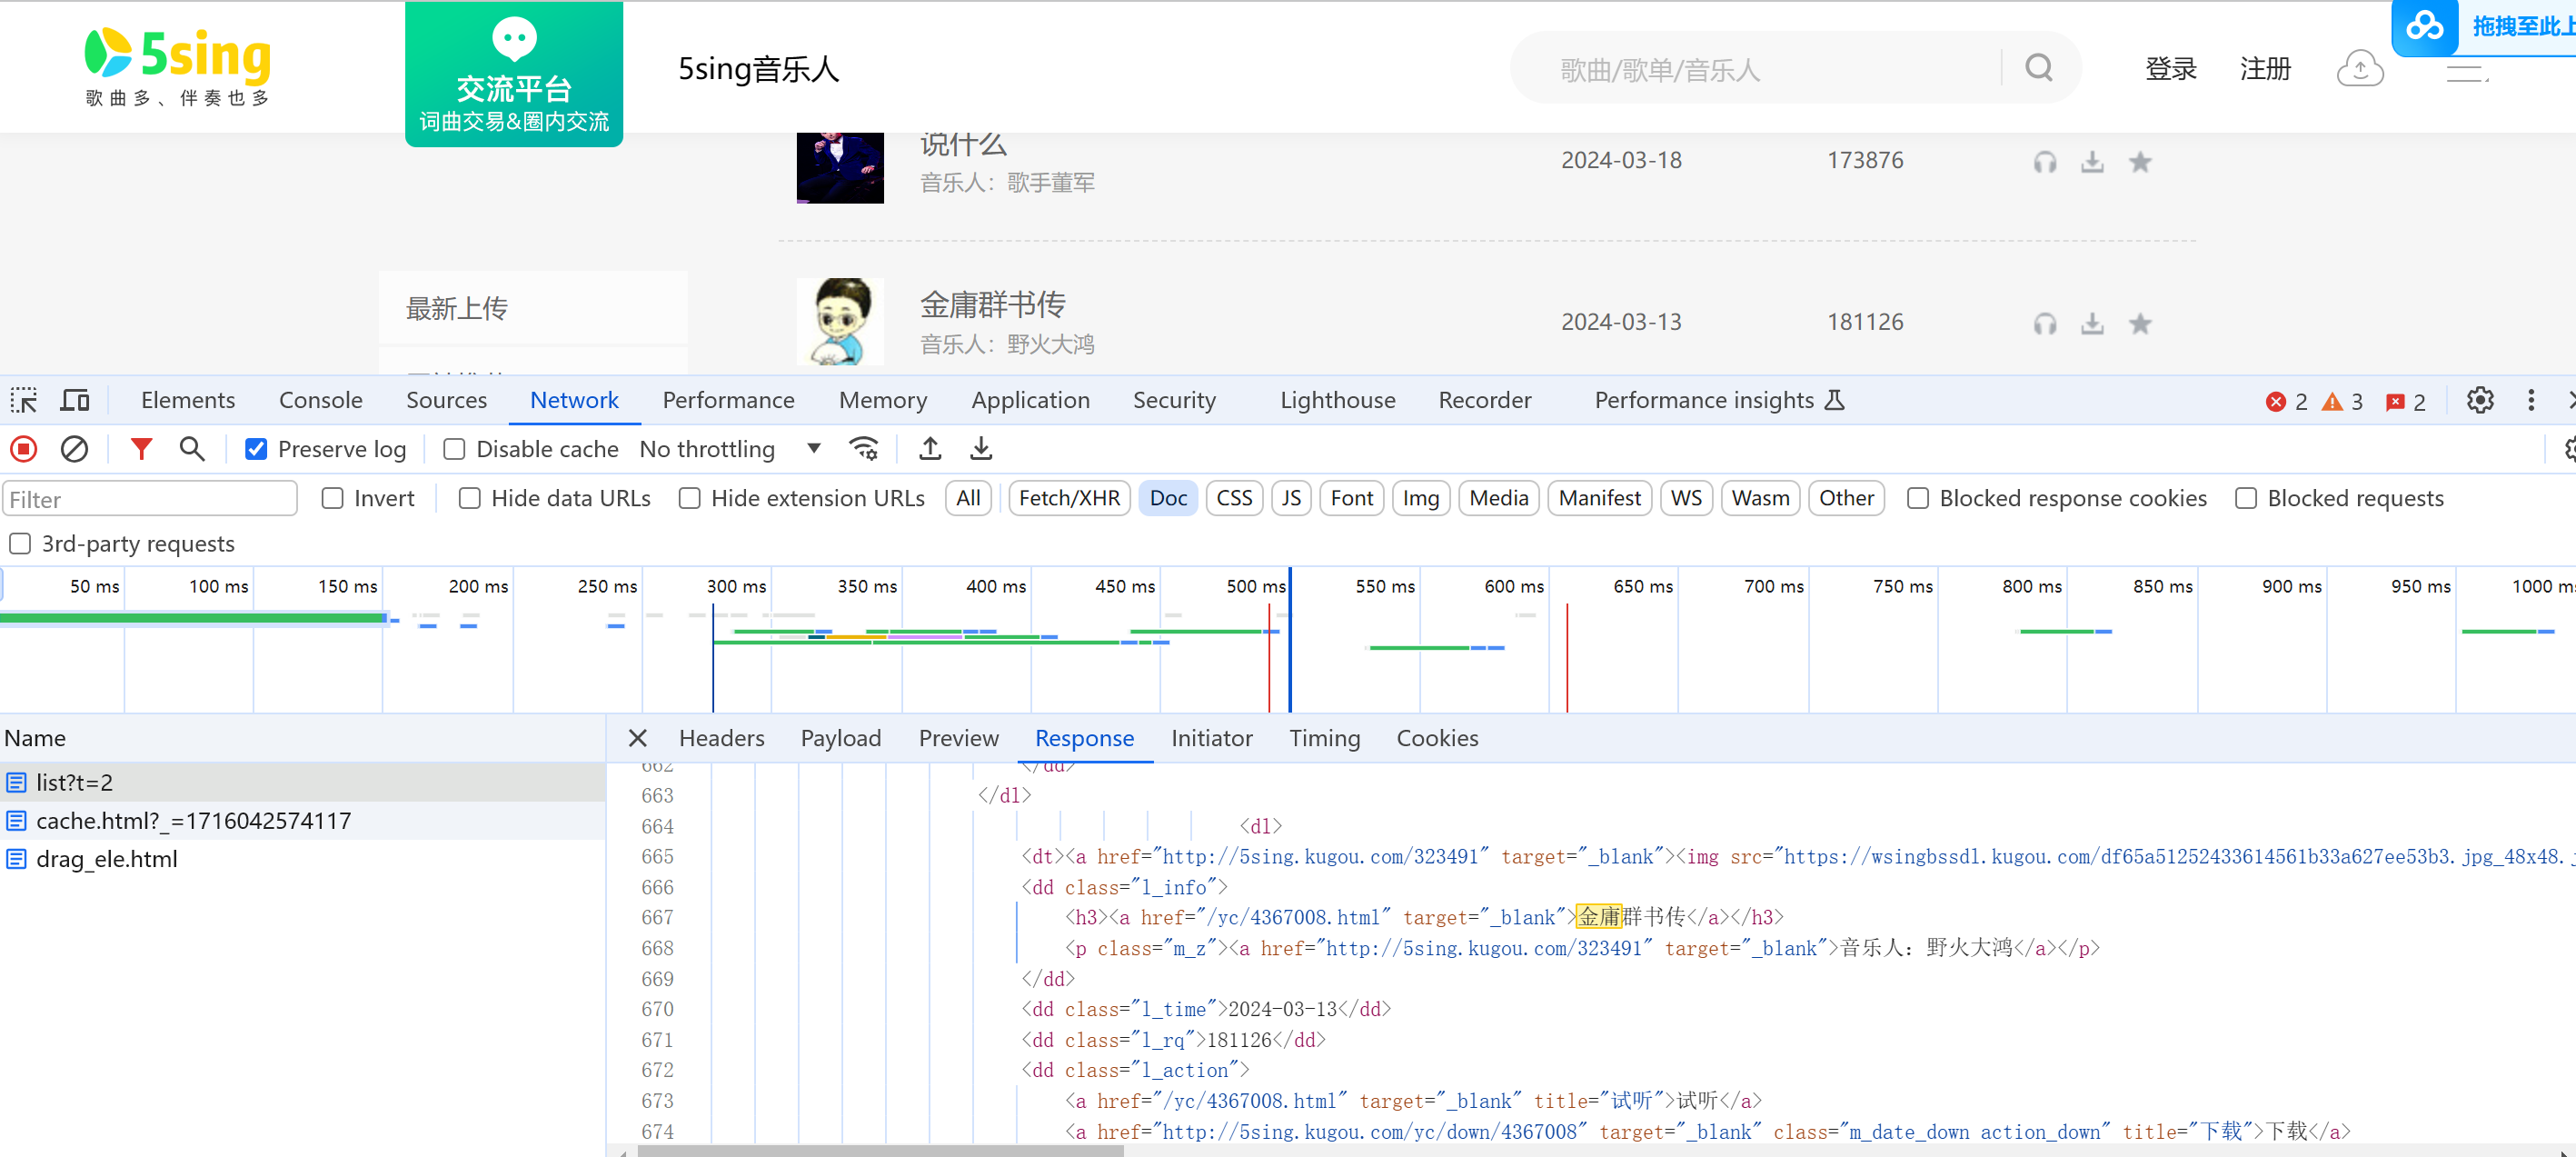 5sing
歌曲多、伴奏也多
交流平台
词曲交易&圈内交流
5sing音乐人
歌曲/歌单/音乐人
登录
注册
拖拽至此上
说什么
音乐人：歌手董军
2024-03-18
173876
最新上传
金庸群书传
音乐人：野火大鸿
2024-03-13
181126
Elements Console Sources Network Performance Memory Application Security Lighthouse Recorder Performance insights 2 3 2
Preserve log Disable cache No throttling
Filter Invert Hide data URLs Hide extension URLs All Fetch/XHR Doc CSS JS Font Img Media Manifest WS Wasm Other Blocked response cookies Blocked requests
3rd-party requests
50 ms 100 ms 150 ms 200 ms 250 ms 300 ms 350 ms 400 ms 450 ms 500 ms 550 ms 600 ms 650 ms 700 ms 750 ms 800 ms 850 ms 900 ms 950 ms 1000 ms
Name
list?t=2
cache.html?_=1716042574117
drag_ele.html
Headers Payload Preview Response Initiator Timing Cookies
662 </dd>
663 </dl>
664 <dl>
665 <dt><a href="http://5sing.kugou.com/323491" target="_blank"><img src="https://wsingbssdl.kugou.com/df65a51252433614561b33a627ee53b3.jpg_48x48.j
666 <dd class="l_info">
667 <h3><a href="/yc/4367008.html" target="_blank">金庸群书传</a></h3>
668 <p class="m_z"><a href="http://5sing.kugou.com/323491" target="_blank">音乐人：野火大鸿</a></p>
669 </dd>
670 <dd class="l_time">2024-03-13</dd>
671 <dd class="l_rq">181126</dd>
672 <dd class="l_action">
673 <a href="/yc/4367008.html" target="_blank" title="试听">试听</a>
674 <a href="http://5sing.kugou.com/yc/down/4367008" target="_blank" class="m_date_down action_down" title="下载">下载</a>